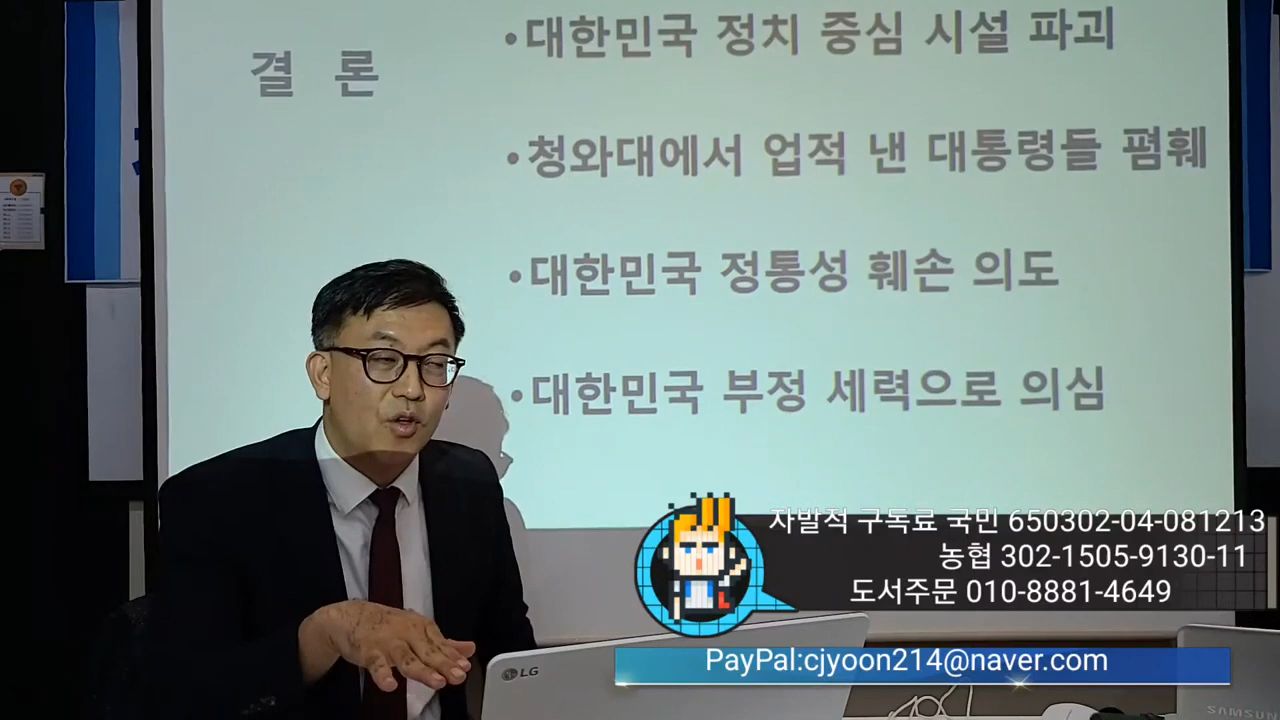 결 론
•대한민국 정치 중심 시설 파괴
•청와대에서 업적 낸 대통령들 폄훼
•대한민국 정통성 훼손 의도
•대한민국 부정 세력으로 의심
자발적 구독료 국민 650302-04-081213
농협 302-1505-9130-11
도서주문 010-8881-4649
PayPal:cjyoon214@naver.com
LG
SAMSUNG